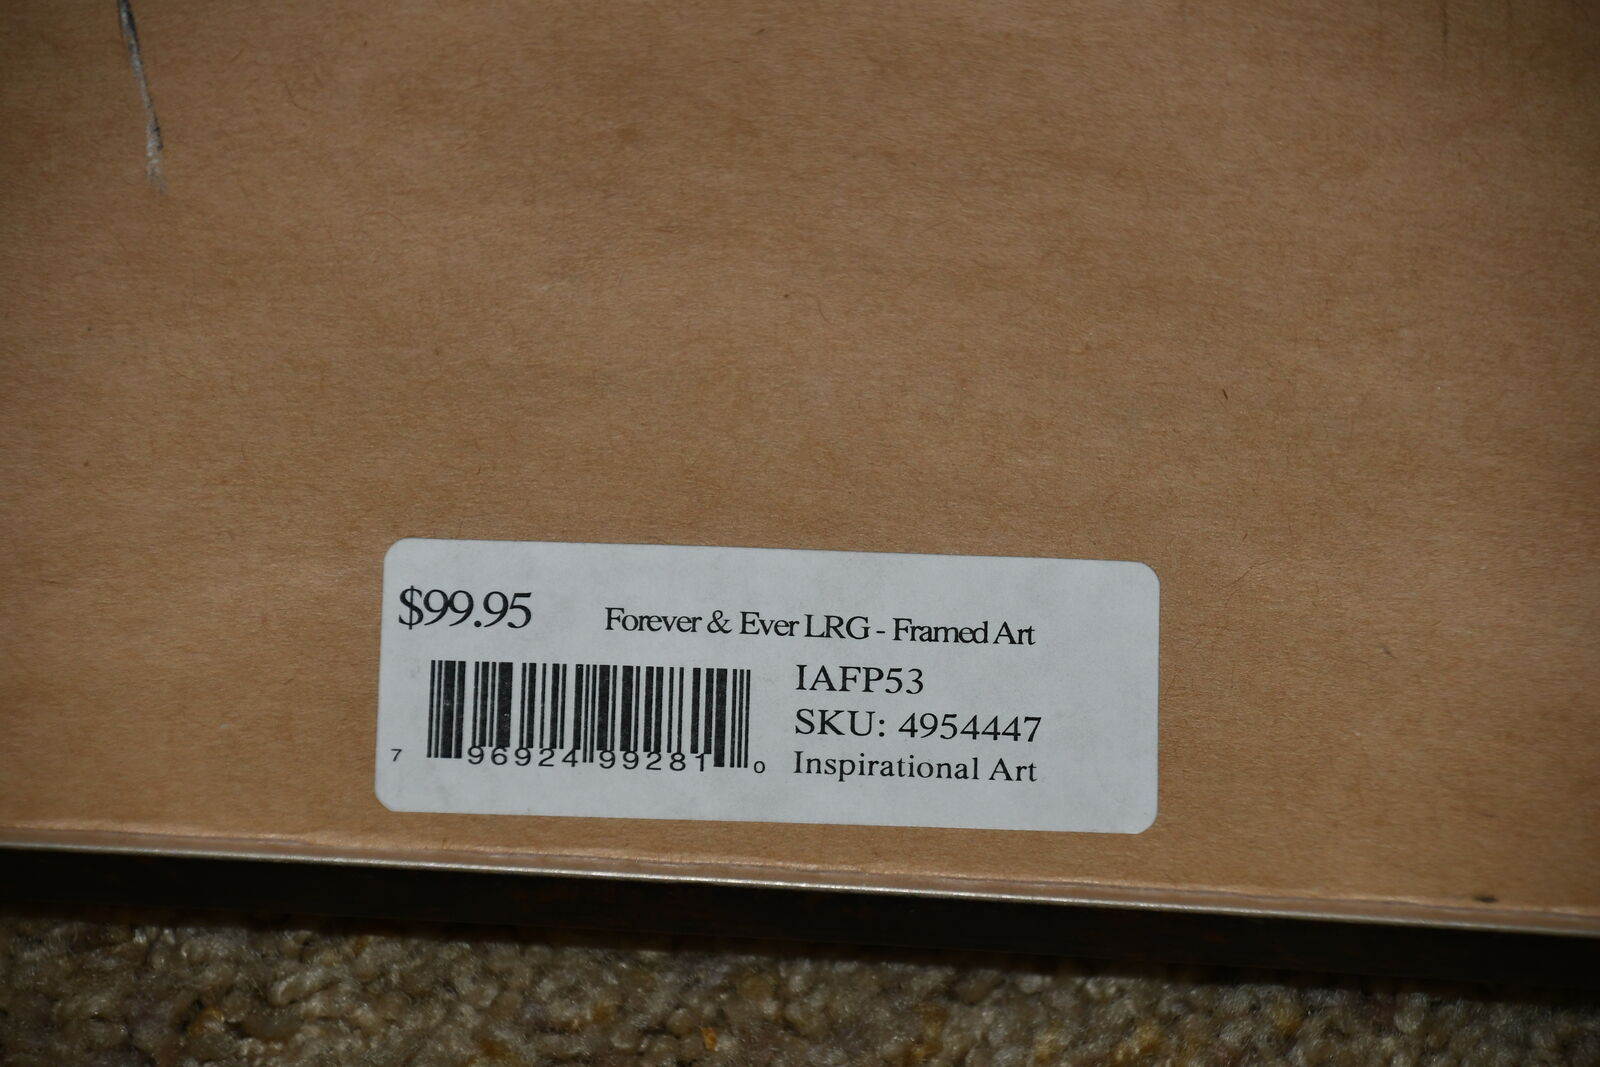 $99.95 Forever & Ever LRG - Framed Art
IAFP53
SKU: 4954447
7 96924 99281 0 Inspirational Art